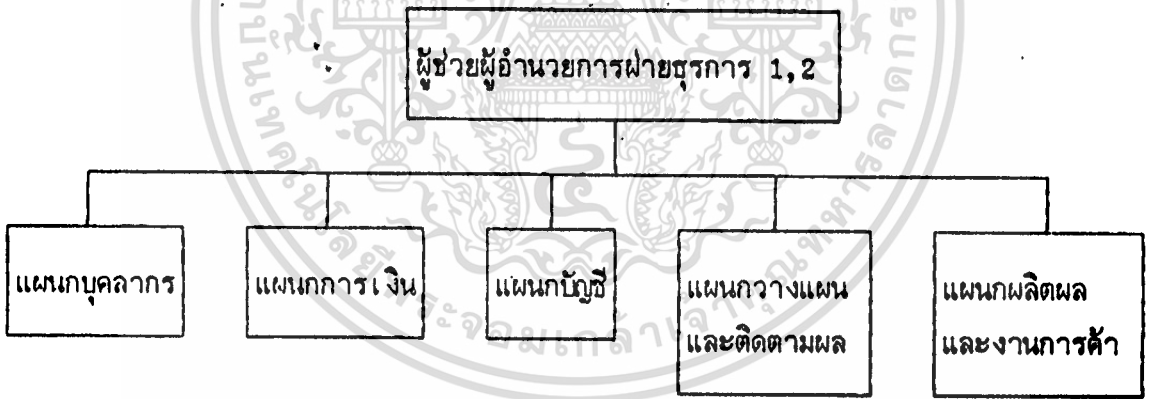 ผู้ช่วยผู้อำนวยการฝ่ายธุรการ 1,2
แผนกบุคลากร
แผนกการเงิน
แผนกบัญชี
แผนกวางแผน
และติดตามผล
แผนกผลิตผล
และงานการค้า